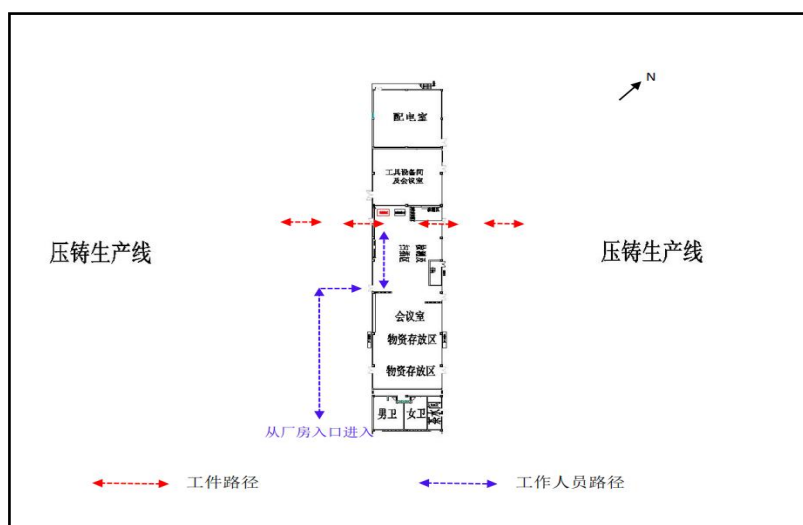 N
配电室
工具设备间
及会议室
压铸生产线
压铸生产线
会议室
物资存放区
物资存放区
男卫
女卫
从厂房入口进入
工件路径
工作人员路径